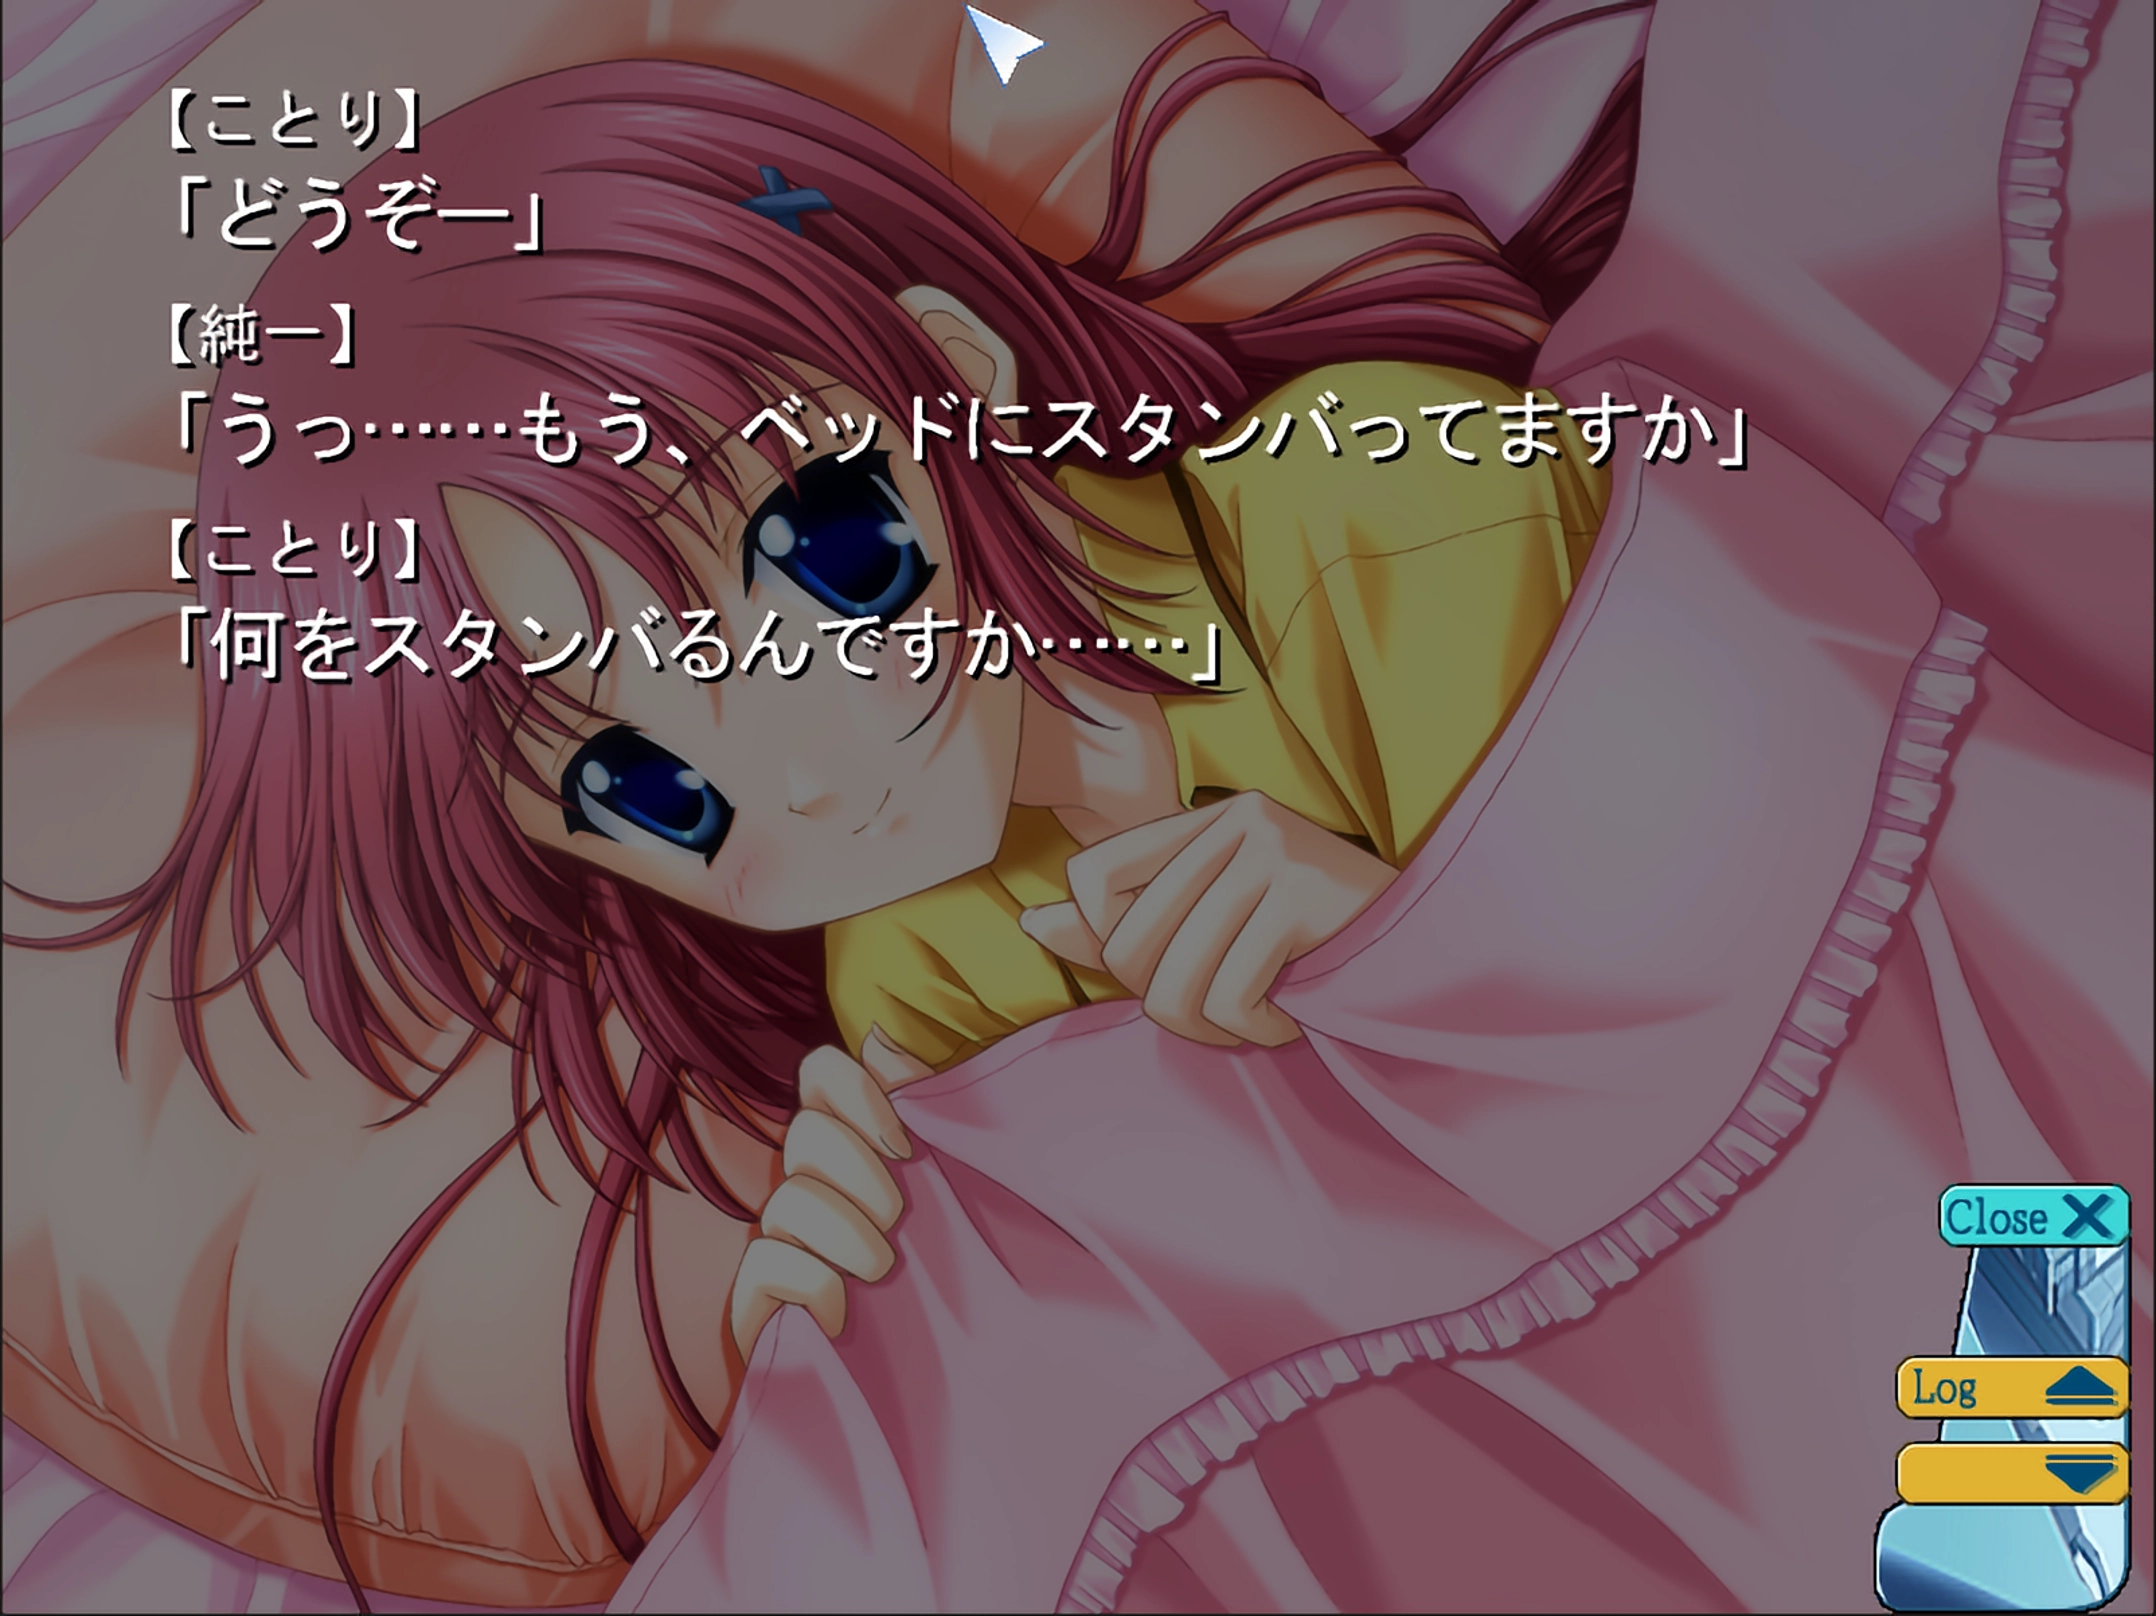 【ことり】
「どうぞー」
【純一】
「うっ……もう、ベッドにスタンバってますか」
【ことり】
「何をスタンバるんですか……」
Close
Log